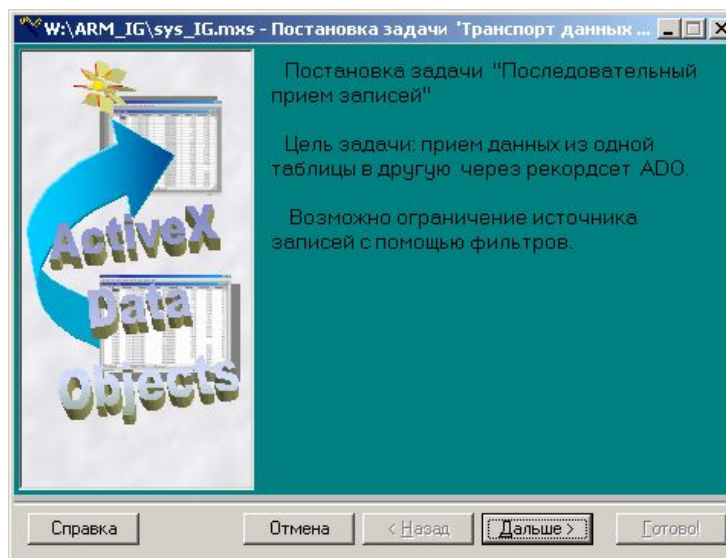 W:\ARM_IG\sys_IG.mxs - Постановка задачи 'Транспорт данных ...
Постановка задачи "Последовательный
прием записей"
Цель задачи: прием данных из одной
таблицы в другую через рекордсет ADO.
Возможно ограничение источника
записей с помощью фильтров.
ActiveX
Data
Objects
Справка
Отмена
< Назад
Дальше >
Готово!